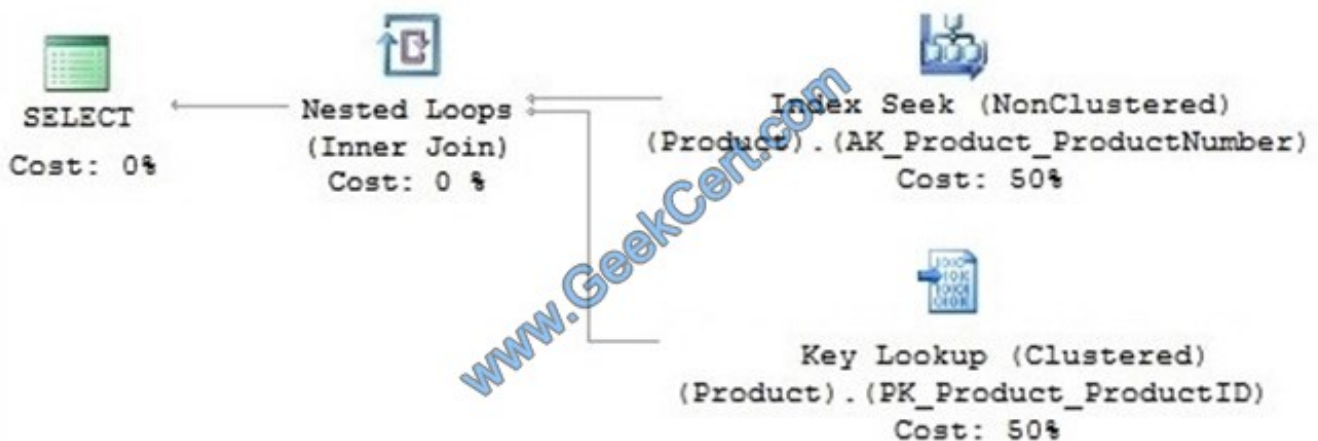 SELECT
Cost: 0%
Nested Loops
(Inner Join)
Cost: 0 %
Index Seek (NonClustered)
(Product).(AK_Product_ProductNumber)
Cost: 50%
Key Lookup (Clustered)
(Product).(PK_Product_ProductID)
Cost: 50%
www.GeekCert.com